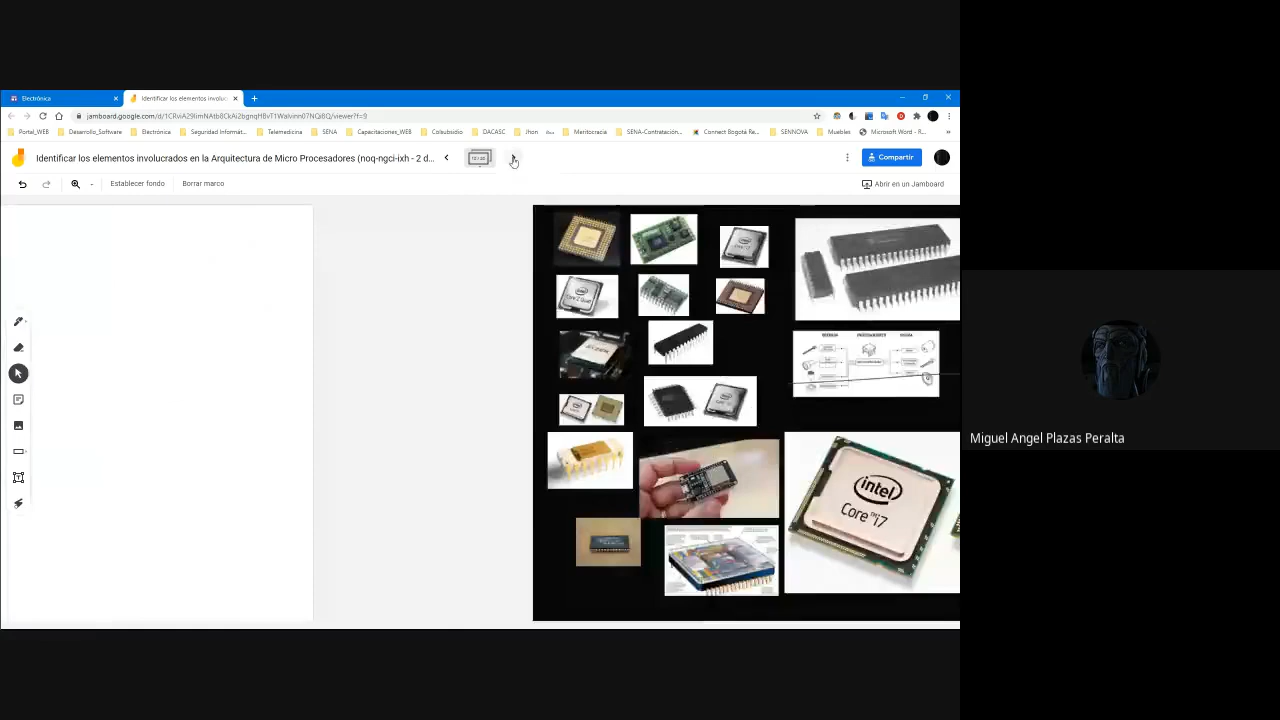 Electrónica
Identificar los elementos involuc
jamboard.google.com/d/
/viewer?f=9
Portal_WEB
Desarrollo_Software
Electrónica
Seguridad Informát...
Telemedicina
SENA
Capacitaciones_WEB
Colsubsidio
DACASC
Jhon
Meritocracia
SENA-Contratación...
Connect Bogotá Re...
SENNOVA
Muebles
Microsoft Word - R...
Identificar los elementos involucrados en la Arquitectura de Micro Procesadores (noq-ngci-ixh - 2 d...
Compartir
Establecer fondo
Borrar marco
Abrir en un Jamboard
intel
Core™i7
Miguel Angel Plazas Peralta